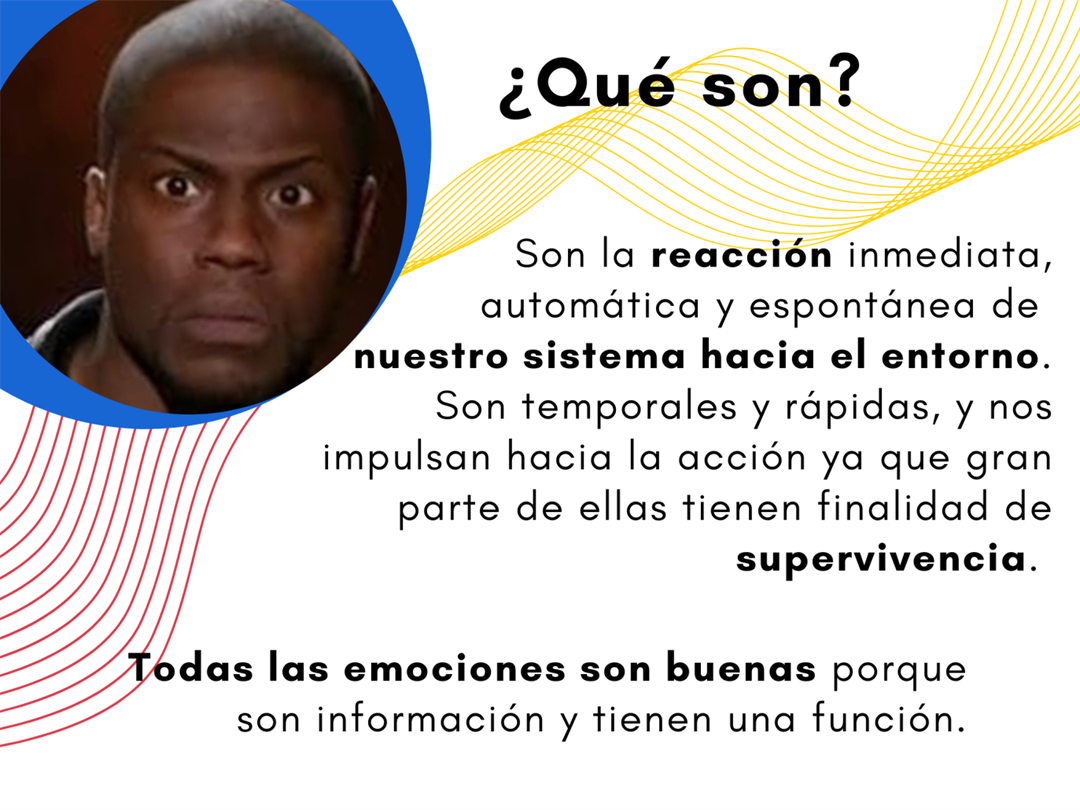 ¿Qué son?
Son la reacción inmediata,
automática y espontánea de
nuestro sistema hacia el entorno.
Son temporales y rápidas, y nos
impulsan hacia la acción ya que gran
parte de ellas tienen finalidad de
supervivencia.
Todas las emociones son buenas porque
son información y tienen una función.